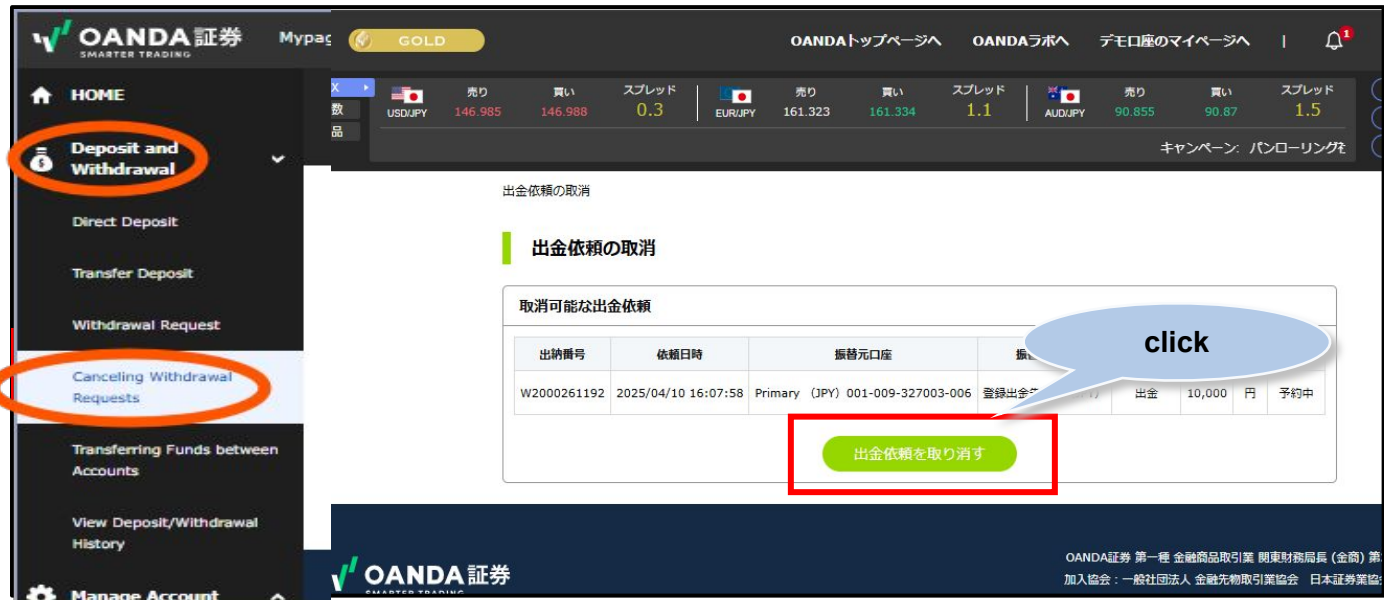 OANDA証券
SMARTER TRADING
Mypag
HOME
Deposit and
Withdrawal
Direct Deposit
Transfer Deposit
Withdrawal Request
Canceling Withdrawal
Requests
Transferring Funds between
Accounts
View Deposit/Withdrawal
History
Manage Account
GOLD
OANDAトップページへ OANDAラボへ デモ口座のマイページへ | 1
X
数
品
売り 買い スプレッド 売り 買い スプレッド 売り 買い スプレッド
USD/JPY 146.985 146.988 0.3 EUR/JPY 161.323 161.334 1.1 AUD/JPY 90.855 90.87 1.5
キャンペーン: パンローリングを
出金依頼の取消
出金依頼の取消
取消可能な出金依頼
click
出納番号 依頼日時 振替元口座
W2000261192 2025/04/10 16:07:58 Primary (JPY) 001-009-327003-006 登録出金 出金 10,000 円 予約中
出金依頼を取り消す
OANDA証券
SMARTER TRADING
OANDA証券 第一種 金融商品取引業 関東財務局長 (金商) 第
加入協会:一般社団法人 金融先物取引業協会 日本証券業協